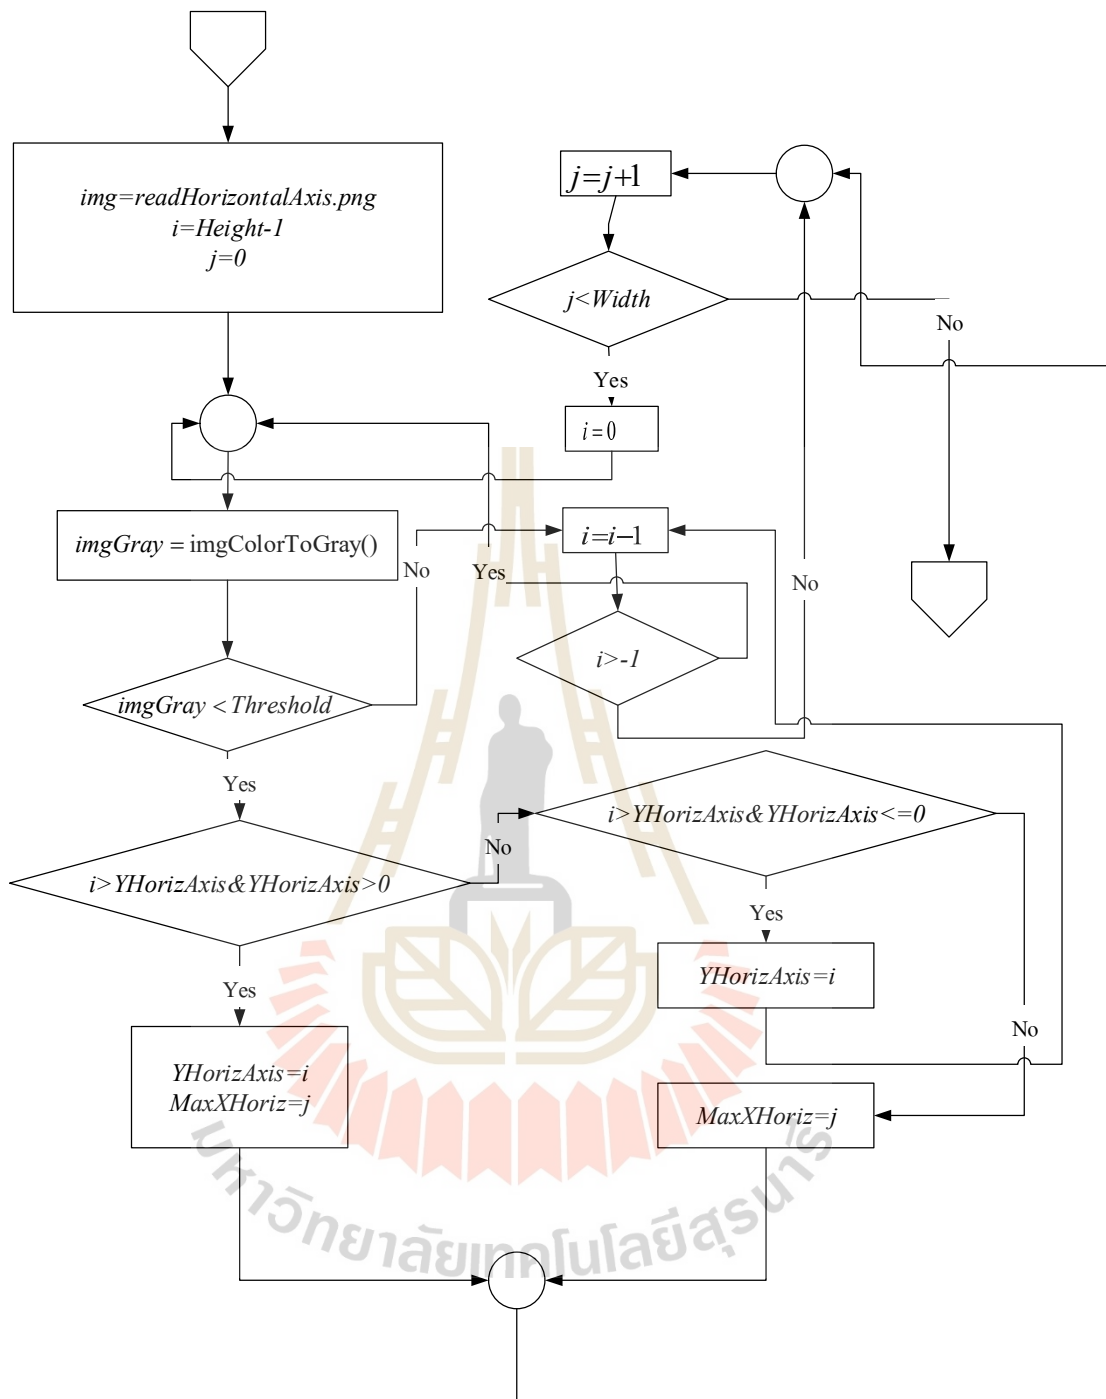 img=readHorizontalAxis.png
i=Height-1
j=0
j=j+1
j<Width
No
Yes
i=0
imgGray = imgColorToGray()
i=i-1
No
Yes
No
i>-1
imgGray < Threshold
Yes
i>YHorizAxis&YHorizAxis<=0
No
i>YHorizAxis&YHorizAxis>0
Yes
YHorizAxis=i
Yes
No
YHorizAxis=i
MaxXHoriz=j
MaxXHoriz=j
มหาวิทยาลัยเทคโนโลยีสุรนารี